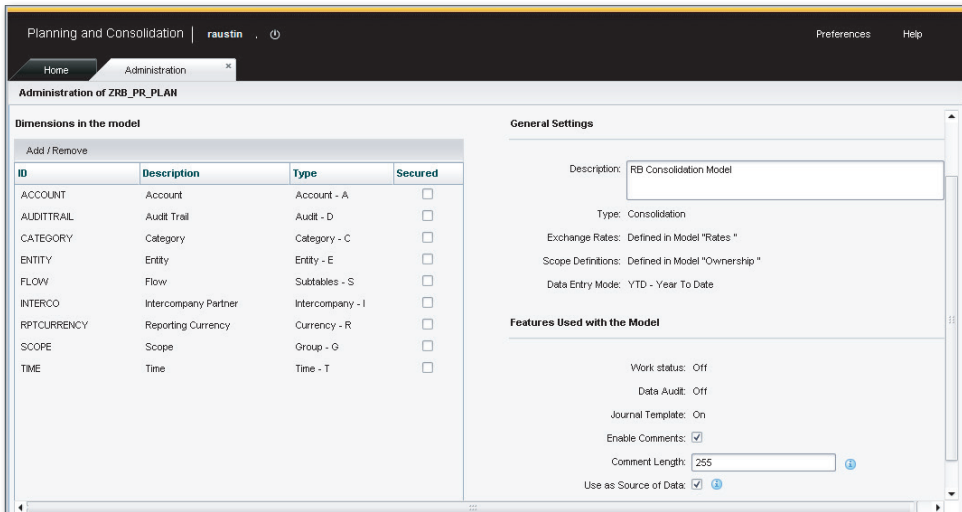 Planning and Consolidation | raustin .
Preferences Help
Home Administration ×
Administration of ZRB_PR_PLAN
Dimensions in the model
Add / Remove
ID Description Type Secured
ACCOUNT Account Account - A
AUDITTRAIL Audit Trail Audit - D
CATEGORY Category Category - C
ENTITY Entity Entity - E
FLOW Flow Subtables - S
INTERCO Intercompany Partner Intercompany - I
RPTCURRENCY Reporting Currency Currency - R
SCOPE Scope Group - G
TIME Time Time - T
General Settings
Description: RB Consolidation Model
Type: Consolidation
Exchange Rates: Defined in Model "Rates "
Scope Definitions: Defined in Model "Ownership "
Data Entry Mode: YTD - Year To Date
Features Used with the Model
Work status: Off
Data Audit: Off
Journal Template: On
Enable Comments:
Comment Length: 255
Use as Source of Data: